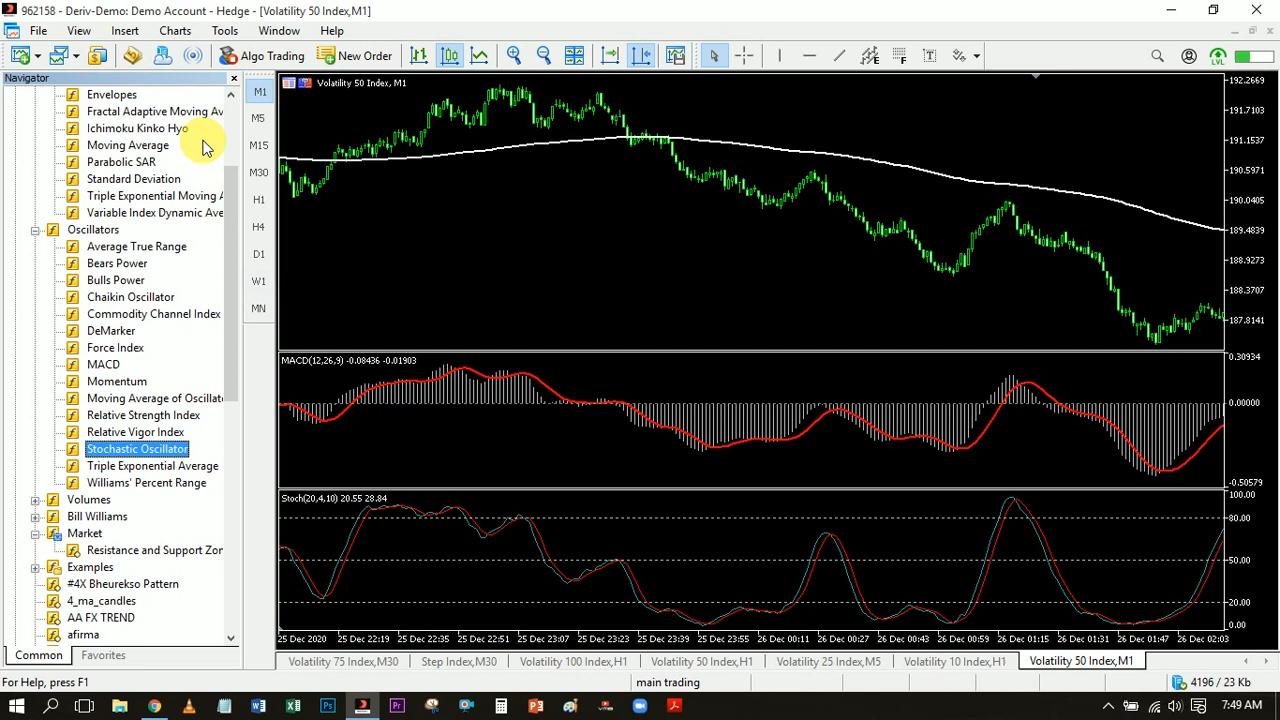 962158 - Deriv-Demo: Demo Account - Hedge - [Volatility 50 Index,M1]
File View Insert Charts Tools Window Help
Algo Trading New Order
LVL
Navigator
Envelopes
Fractal Adaptive Moving Av
Ichimoku Kinko Hyo
Moving Average
Parabolic SAR
Standard Deviation
Triple Exponential Moving A
Variable Index Dynamic Ave
Oscillators
Average True Range
Bears Power
Bulls Power
Chaikin Oscillator
Commodity Channel Index
DeMarker
Force Index
MACD
Momentum
Moving Average of Oscillato
Relative Strength Index
Relative Vigor Index
Stochastic Oscillator
Triple Exponential Average
Williams' Percent Range
Volumes
Bill Williams
Market
Resistance and Support Zon
Examples
#4X Bheurekso Pattern
4_ma_candles
AA FX TREND
afirma
Common Favorites
M1
M5
M15
M30
H1
H4
D1
W1
MN
Volatility 50 Index, M1
192.2669
191.7103
191.1537
190.5971
190.0405
189.4839
188.9273
188.3707
187.8141
MACD(12,26,9) -0.08436 -0.01903
0.30934
0.00000
-0.50579
Stoch(20,4,10) 20.55 28.84
100.00
80.00
50.00
20.00
0.00
25 Dec 2020 25 Dec 22:19 25 Dec 22:35 25 Dec 22:51 25 Dec 23:07 25 Dec 23:23 25 Dec 23:39 25 Dec 23:55 26 Dec 00:11 26 Dec 00:27 26 Dec 00:43 26 Dec 00:59 26 Dec 01:15 26 Dec 01:31 26 Dec 01:47 26 Dec 02:03
Volatility 75 Index,M30 Step Index,M30 Volatility 100 Index,H1 Volatility 50 Index,H1 Volatility 25 Index,M5 Volatility 10 Index,H1 Volatility 50 Index,M1
For Help, press F1 main trading 4196 / 23 Kb
7:49 AM